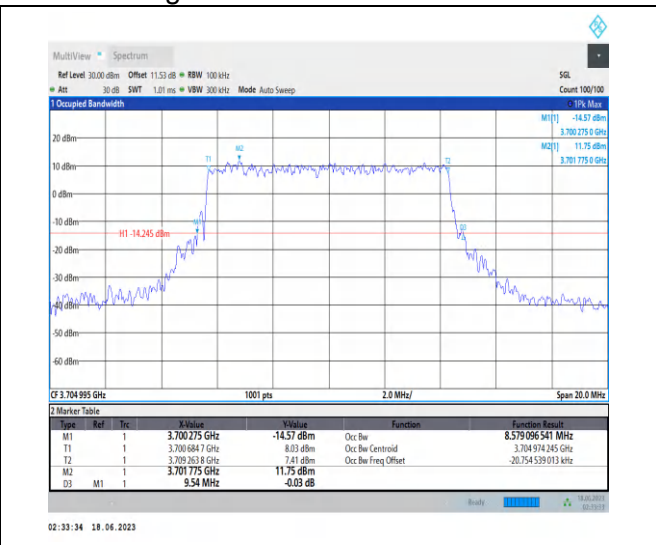 MultiView Spectrum
Ref Level 30.00 dBm Offset 11.53 dB RBW 100 kHz SGL
Att 30 dB SWT 1.01 ms VBW 300 kHz Mode Auto Sweep Count 100/100
1 Occupied Bandwidth 1Pk Max
M1[1] -14.57 dBm
3.700 275 0 GHz
M2[1] 11.75 dBm
3.701 775 0 GHz
20 dBm
M2
T1
T2
10 dBm
0 dBm
-10 dBm
M1
D3
H1 -14.245 dBm
-20 dBm
-30 dBm
-40 dBm
-50 dBm
-60 dBm
CF 3.704 995 GHz 1001 pts 2.0 MHz/ Span 20.0 MHz
2 Marker Table
Type Ref Trc X-Value Y-Value Function Function Result
M1 1 3.700 275 GHz -14.57 dBm Occ Bw 8.579 096 541 MHz
T1 1 3.700 684 7 GHz 8.03 dBm Occ Bw Centroid 3.704 974 245 GHz
T2 1 3.709 263 8 GHz 7.41 dBm Occ Bw Freq Offset -20.754 539 013 kHz
M2 1 3.701 775 GHz 11.75 dBm
D3 M1 1 9.54 MHz -0.03 dB
Ready 18.06.2023
02:33:34 18.06.2023